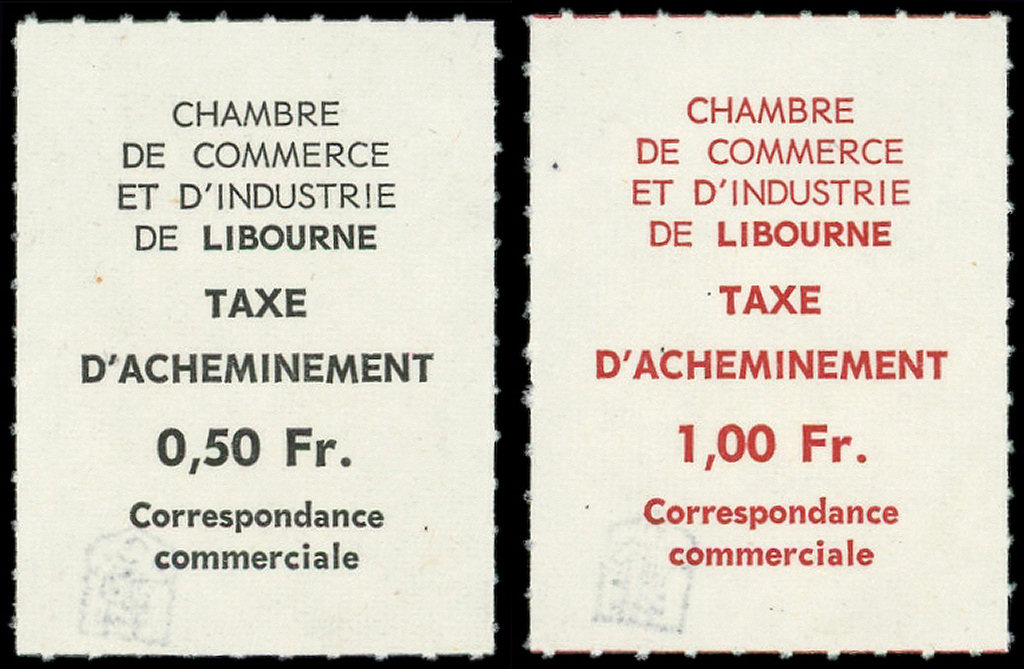 CHAMBRE
DE COMMERCE
ET D'INDUSTRIE
DE LIBOURNE
TAXE
D'ACHEMINEMENT
0,50 Fr.
Correspondance
commerciale
CHAMBRE
DE COMMERCE
ET D'INDUSTRIE
DE LIBOURNE
TAXE
D'ACHEMINEMENT
1,00 Fr.
Correspondance
commerciale